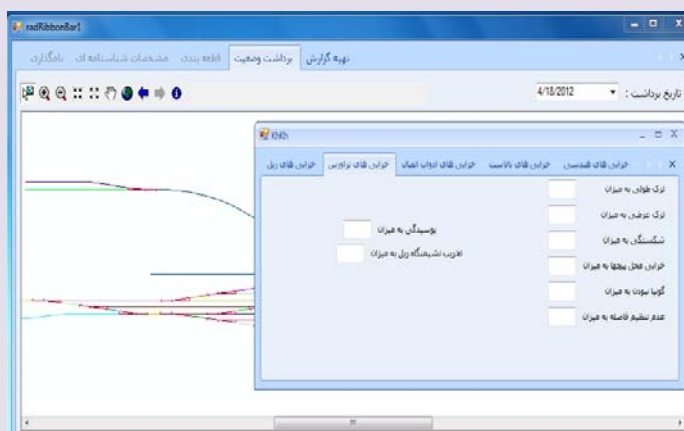 radRibbonBar1
نامگذاری
مشخصات شناسنامه ای
قطعه بندی
برداشت وضعیت
تهیه گزارش
تاریخ برداشت :
4/18/2012
KhKh
خرابی های ریل
خرابی های تراورس
خرابی های ادوات اتصال
خرابی های بالاست
خرابی های هندسی
ترک طولی به میزان
ترک عرضی به میزان
شکستگی به میزان
خرابی محل پیچها به میزان
گونیا نبودن به میزان
عدم تنظیم فاصله به میزان
پوسیدگی به میزان
تخریب نشیمنگاه ریل به میزان